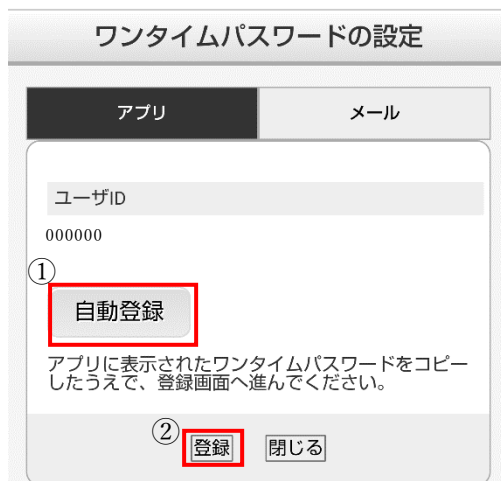 ワンタイムパスワードの設定
アプリ メール
ユーザID
000000
①
自動登録
アプリに表示されたワンタイムパスワードをコピー
したうえで、登録画面へ進んでください。
② 登録 閉じる